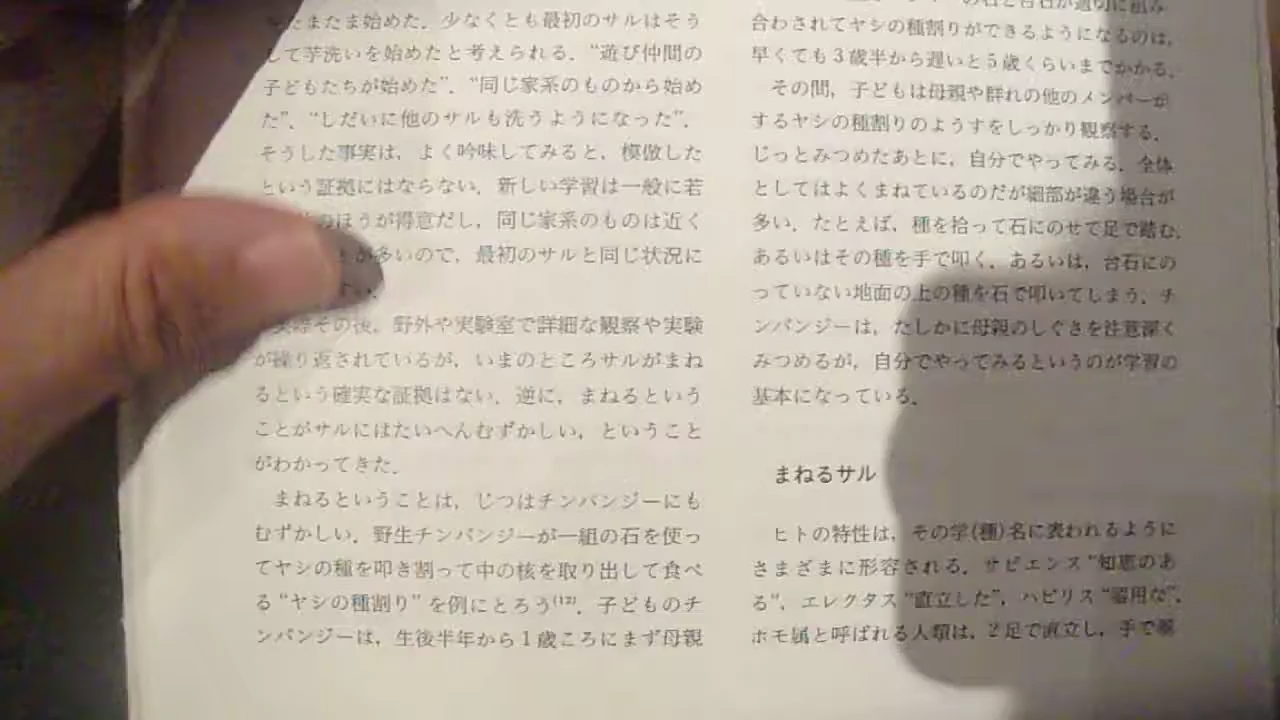 たまたま始めた．少なくとも最初のサルはそう
して芋洗いを始めたと考えられる．“遊び仲間の
子どもたちが始めた”，“同じ家系のものから始め
た”，“しだいに他のサルも洗うようになった”，
そうした事実は，よく吟味してみると，模倣した
という証拠にはならない．新しい学習は一般に若
のほうが得意だし，同じ家系のものは近く
が多いので，最初のサルと同じ状況に
すい．
実際その後，野外や実験室で詳細な観察や実験
が繰り返されているが，いまのところサルがまね
るという確実な証拠はない．逆に，まねるという
ことがサルにはたいへんむずかしい，ということ
がわかってきた．
まねるということは，じつはチンパンジーにも
むずかしい．野生チンパンジーが一組の石を使っ
てヤシの種を叩き割って中の核を取り出して食べ
る“ヤシの種割り”を例にとろう(12)．子どものチ
ンパンジーは，生後半年から1歳ころにまず母親
の石と台石が適切に組み
合わされてヤシの種割りができるようになるのは，
早くても3歳半から遅いと5歳くらいまでかかる．
その間，子どもは母親や群れの他のメンバーが
するヤシの種割りのようすをしっかり観察する．
じっとみつめたあとに，自分でやってみる．全体
としてはよくまねているのだが細部が違う場合が
多い．たとえば，種を拾って石にのせて足で踏む，
あるいはその種を手で叩く．あるいは，台石にの
っていない地面の上の種を石で叩いてしまう．チ
ンパンジーは，たしかに母親のしぐさを注意深く
みつめるが，自分でやってみるというのが学習の
基本になっている．
まねるサル
ヒトの特性は，その学(種)名に表われるように
さまざまに形容される．サピエンス“知恵のあ
る”，エレクタス“直立した”，ハビリス“器用な”．
ホモ属と呼ばれる人類は，2足で直立し，手で器